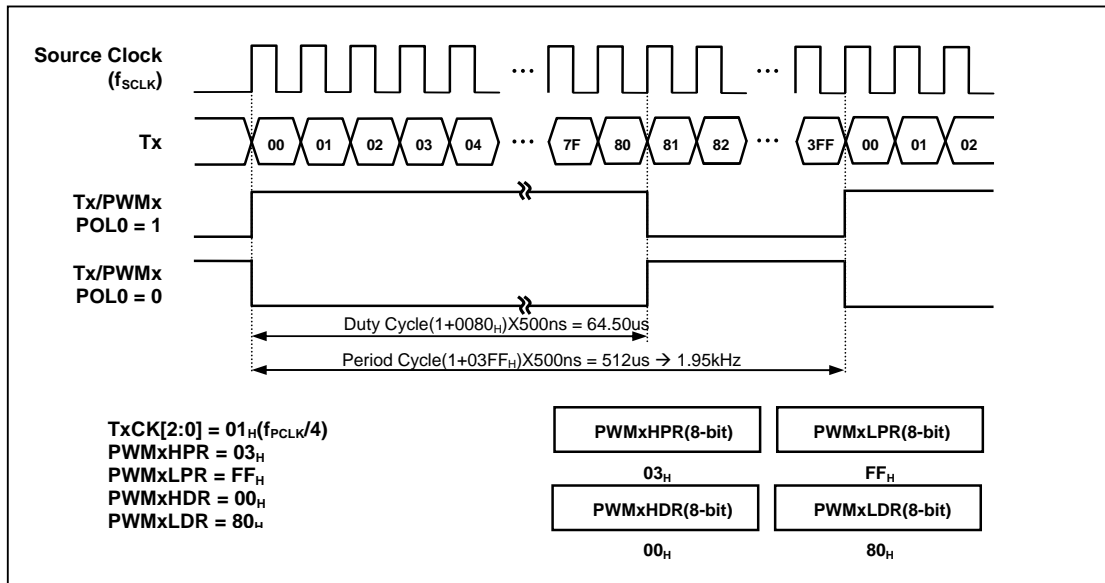 Source Clock
(fSCLK)
...
...
Tx
00 01 02 03 04 ... 7F 80 81 82 ... 3FF 00 01 02
Tx/PWMx
POL0 = 1
Tx/PWMx
POL0 = 0
Duty Cycle(1+0080H)X500ns = 64.50us
Period Cycle(1+03FFH)X500ns = 512us → 1.95kHz
TxCK[2:0] = 01H(fPCLK/4)
PWMxHPR = 03H
PWMxLPR = FFH
PWMxHDR = 00H
PWMxLDR = 80H
PWMxHPR(8-bit) PWMxLPR(8-bit)
03H FFH
PWMxHDR(8-bit) PWMxLDR(8-bit)
00H 80H